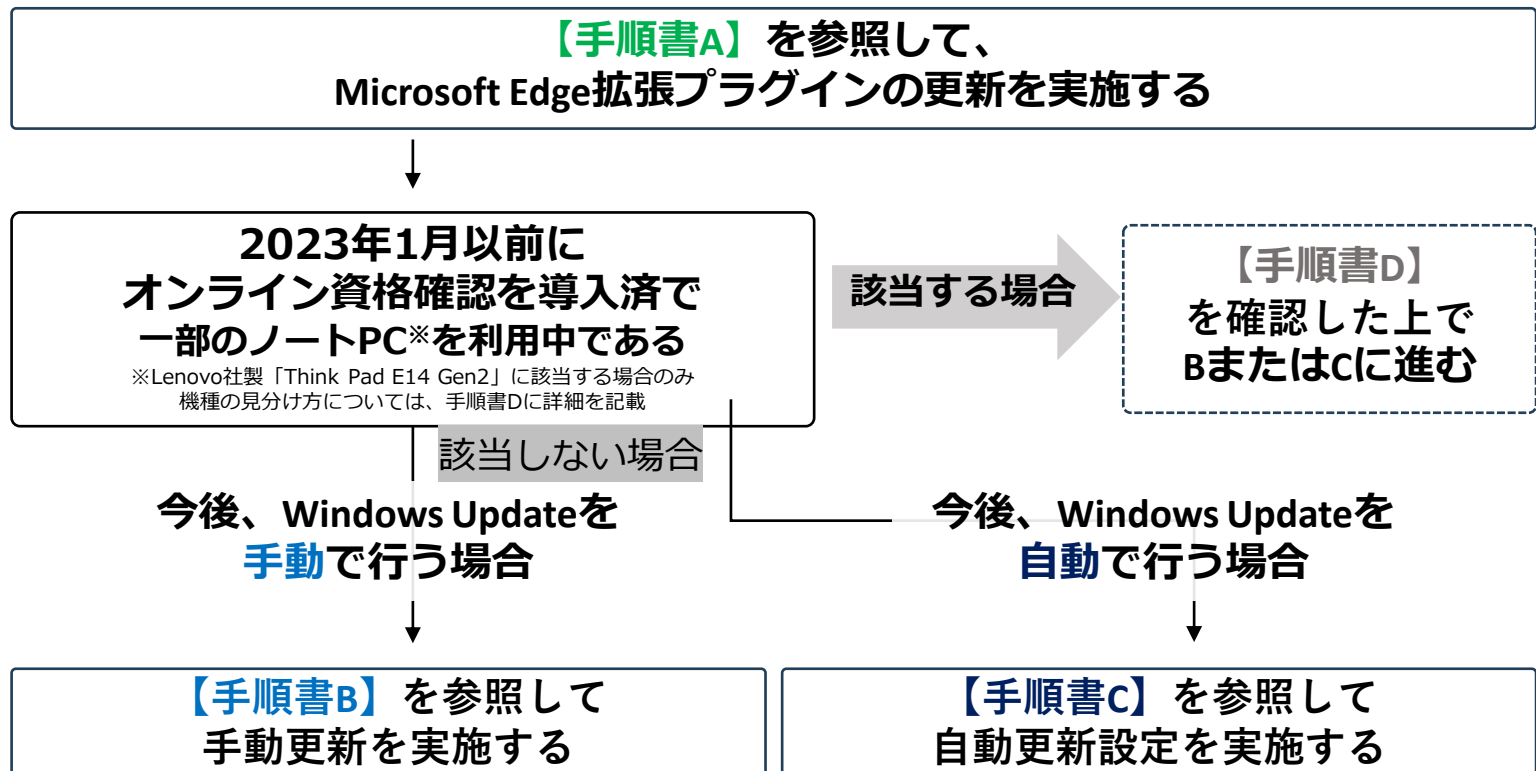 【手順書A】を参照して、
Microsoft Edge拡張プラグインの更新を実施する
2023年1月以前に
オンライン資格確認を導入済で
一部のノートPC※を利用中である
※Lenovo社製「Think Pad E14 Gen2」に該当する場合のみ
機種の見分け方については、手順書Dに詳細を記載
該当する場合
【手順書D】
を確認した上で
BまたはCに進む
該当しない場合
今後、Windows Updateを
手動で行う場合
今後、Windows Updateを
自動で行う場合
【手順書B】を参照して
手動更新を実施する
【手順書C】を参照して
自動更新設定を実施する